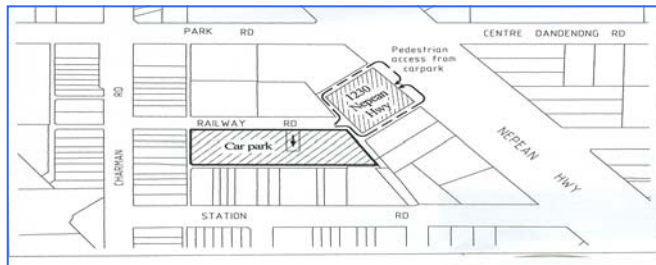 PARK RD
CENTRE DANDENONG RD
Pedestrian
access from
carpark
1230
Nepean
Hwy
RD
CHARMAN
RAILWAY RD
Car park
NEPEAN HWY
STATION RD